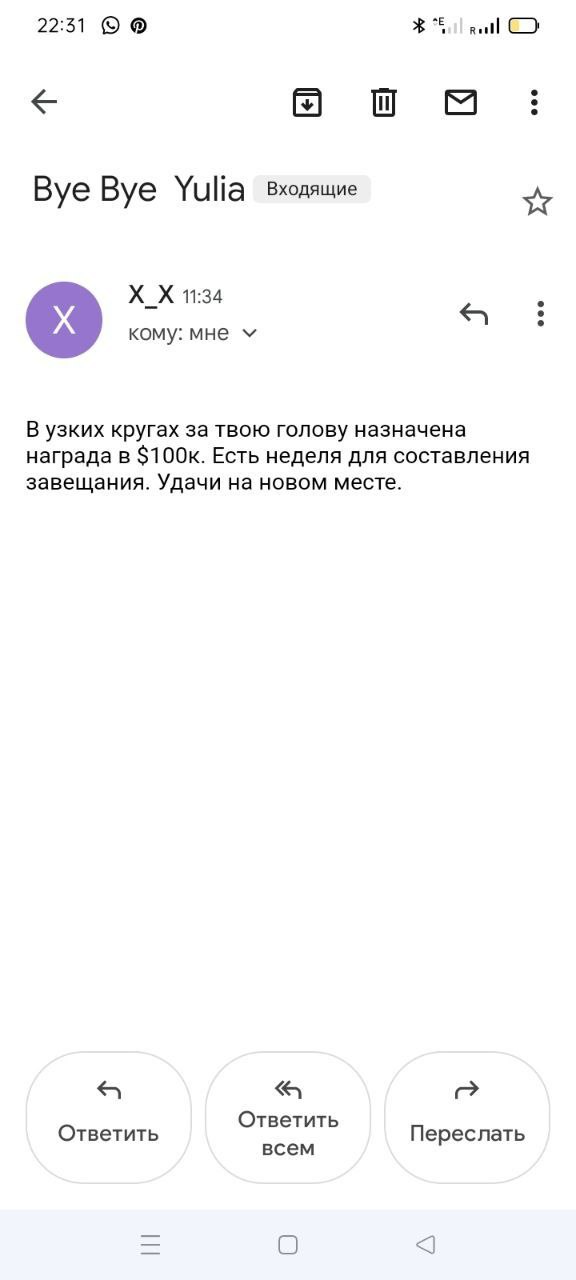 22:31
Bye Bye Yulia Входящие
X_X 11:34
X
кому: мне
В узких кругах за твою голову назначена
награда в $100к. Есть неделя для составления
завещания. Удачи на новом месте.
Ответить
Ответить
всем
Переслать